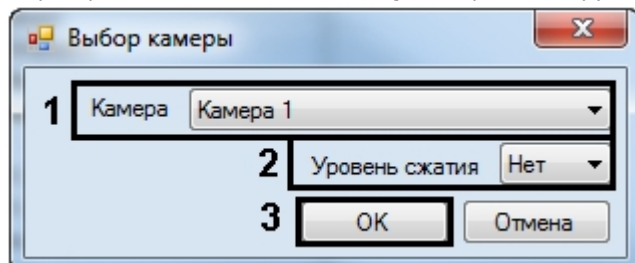 Выбор камеры
1 Камера Камера 1
2 Уровень сжатия Нет
3 OK Отмена